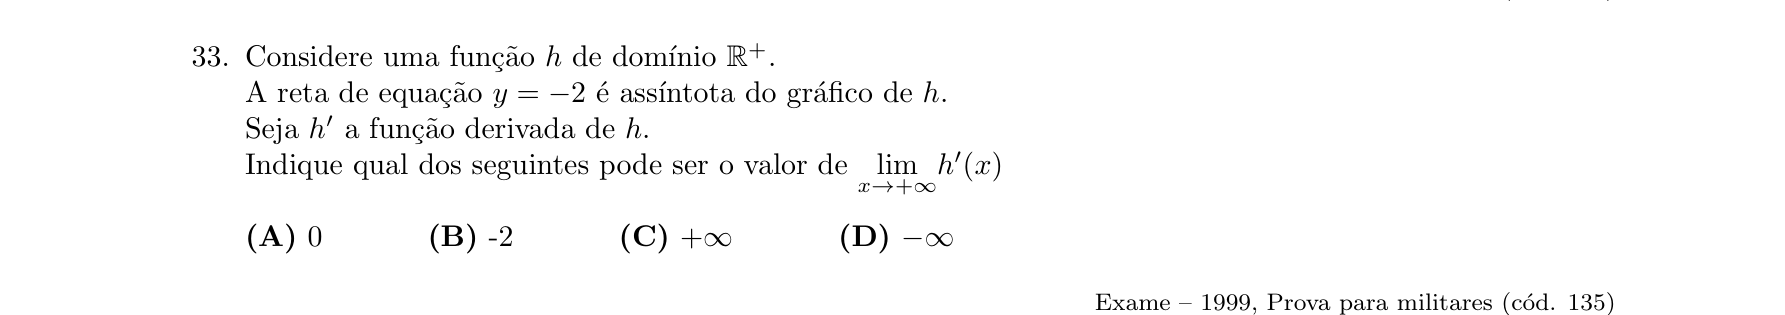 33. Considere uma função h de domínio ℝ⁺.
A reta de equação y = −2 é assíntota do gráfico de h.
Seja h′ a função derivada de h.
Indique qual dos seguintes pode ser o valor de lim x→+∞ h′(x)
(A) 0 (B) -2 (C) +∞ (D) −∞
Exame – 1999, Prova para militares (cód. 135)